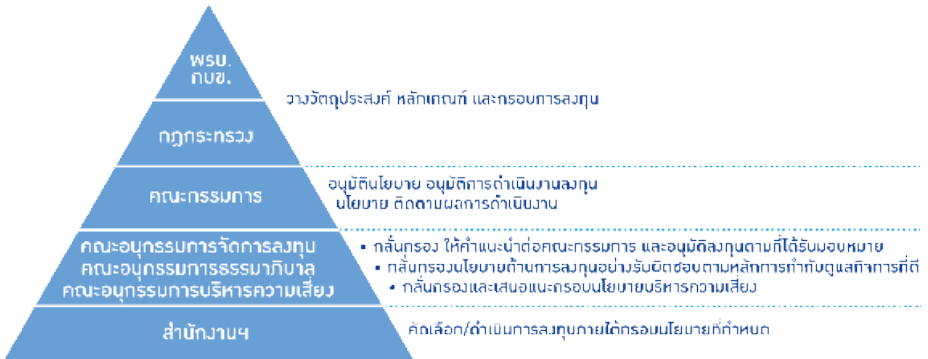 พรบ.
กบข.
วางวัตถุประสงค์ หลักเกณฑ์ และกรอบการลงทุน
กฎกระทรวง
คณะกรรมการ
อนุมัตินโยบาย อนุมัติการดำเนินงานลงทุน
นโยบาย ติดตามผลการดำเนินงาน
คณะอนุกรรมการจัดการลงทุน
คณะอนุกรรมการธรรมาภิบาล
คณะอนุกรรมการบริหารความเสี่ยง
• กลั่นกรอง ให้คำแนะนำต่อคณะกรรมการ และอนุมัติลงทุนตามที่ได้รับมอบหมาย
• กลั่นกรองนโยบายด้านการลงทุนอย่างรับผิดชอบตามหลักการกำกับดูแลกิจการที่ดี
• กลั่นกรองและเสนอแนะกรอบนโยบายบริหารความเสี่ยง
สำนักงานฯ
คัดเลือก/ดำเนินการลงทุนภายใต้กรอบนโยบายที่กำหนด